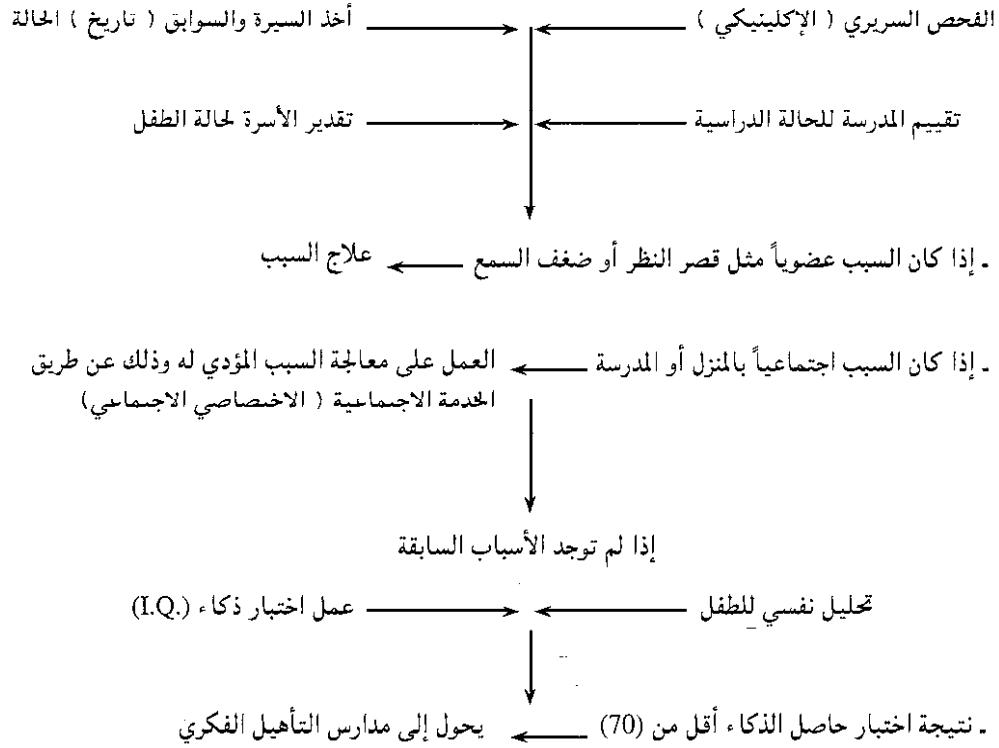 الفحص السريري ( الإكلينيكي )
أخذ السيرة والسوابق ( تاريخ ) الحالة
تقييم المدرسة للحالة الدراسية
تقدير الأسرة لحالة الطفل
ـ إذا كان السبب عضوياً مثل قصر النظر أو ضغف السمع
علاج السبب
ـ إذا كان السبب اجتماعياً بالمنزل أو المدرسة
العمل على معالجة السبب المؤدي له وذلك عن طريق
الخدمة الاجتماعية ( الاختصاصي الاجتماعي)
إذا لم توجد الأسباب السابقة
تحليل نفسي للطفل
عمل اختبار ذكاء (I.Q.)
ـ نتيجة اختبار حاصل الذكاء أقل من (70)
يحول إلى مدارس التأهيل الفكري